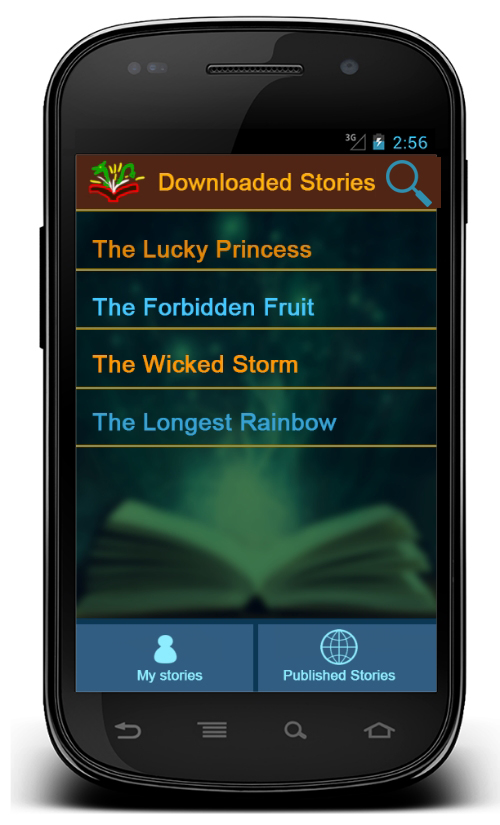 3G 2:56
Downloaded Stories
The Lucky Princess
The Forbidden Fruit
The Wicked Storm
The Longest Rainbow
My stories Published Stories